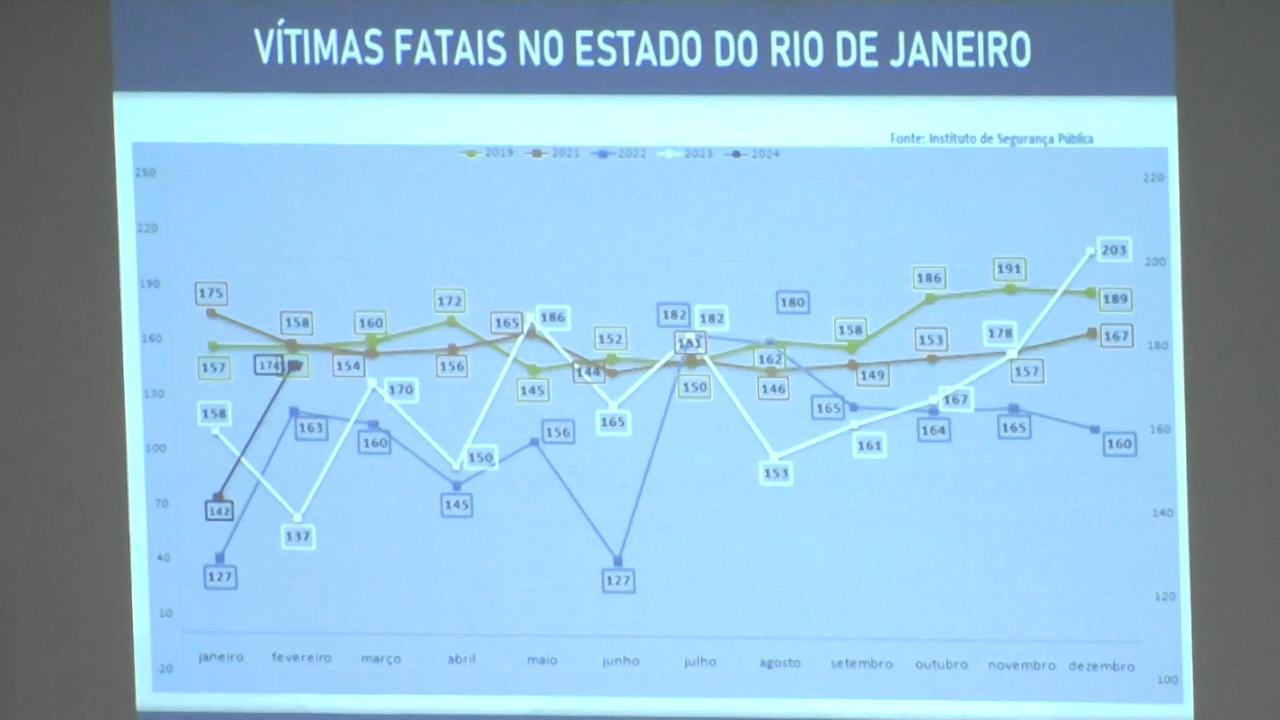 VÍTIMAS FATAIS NO ESTADO DO RIO DE JANEIRO
Fonte: Instituto de Segurança Pública
2019 2021 2022 2023 2024
250 220
220 203
200
191
190 175 186 189
180
172 182 182
165 186
158 160 158 178 167
160 152 151 153 180
157 174 154 156 144 162 149 157
145 150 146
130 170 167
158 156 165
163 160 165 164 165 160
100 150 161 160
153
70 142 145
137 140
40 127 127
10 120
-20 janeiro fevereiro março abril maio junho julho agosto setembro outubro novembro dezembro
100